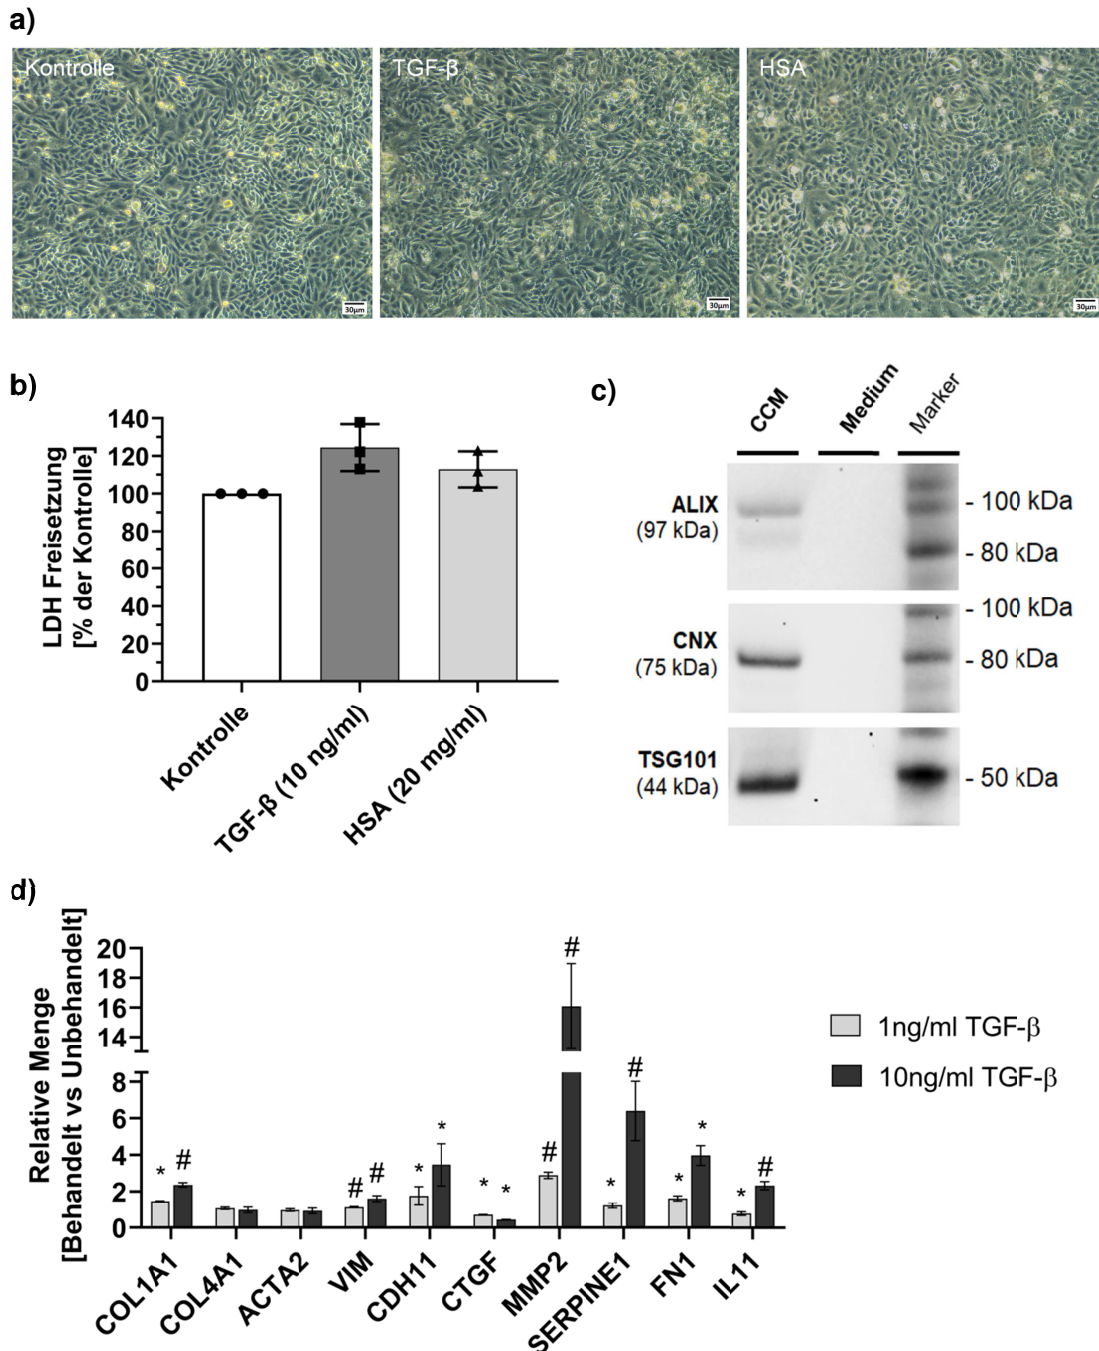 a)
Kontrolle
TGF-β
HSA
30µm
30µm
30µm
b)
LDH Freisetzung
[% der Kontrolle]
140
120
100
80
60
40
20
0
Kontrolle
TGF-β (10 ng/ml)
HSA (20 mg/ml)
c)
CCM
Medium
Marker
ALIX
(97 kDa)
- 100 kDa
- 80 kDa
CNX
(75 kDa)
- 100 kDa
- 80 kDa
TSG101
(44 kDa)
- 50 kDa
d)
Relative Menge
[Behandelt vs Unbehandelt]
20
18
16
14
8
6
4
2
0
* # # # * * * * # # * # * * * #
COL1A1
COL4A1
ACTA2
VIM
CDH11
CTGF
MMP2
SERPINE1
FN1
IL11
1ng/ml TGF-β
10ng/ml TGF-β